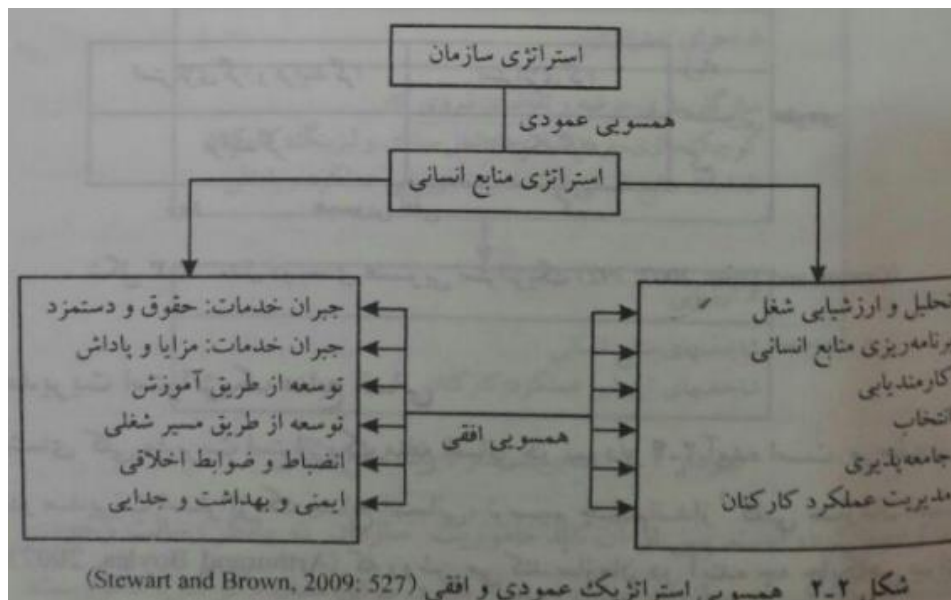 استراتژی سازمان
همسویی عمودی
استراتژی منابع انسانی
تحلیل و ارزشیابی شغل
برنامه‌ریزی منابع انسانی
کارمندیابی
انتخاب
جامعه‌پذیری
مدیریت عملکرد کارکنان
همسویی افقی
جبران خدمات: حقوق و دستمزد
جبران خدمات: مزایا و پاداش
توسعه از طریق آموزش
توسعه از طریق مسیر شغلی
انضباط و ضوابط اخلاقی
ایمنی و بهداشت و جدایی
شکل ۲-۲ همسویی استراتژیک عمودی و افقی (Stewart and Brown, 2009: 527)